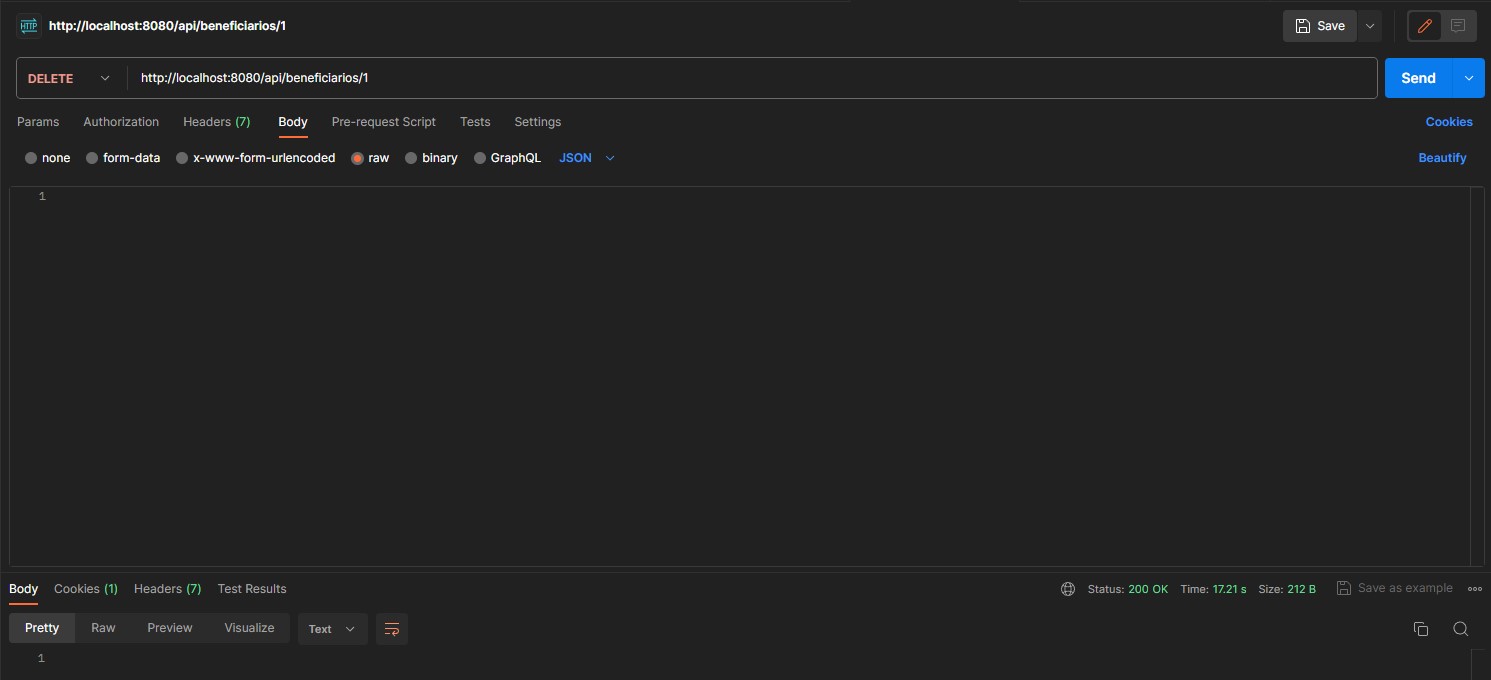 HTTP http://localhost:8080/api/beneficiarios/1 Save
DELETE http://localhost:8080/api/beneficiarios/1 Send
Params Authorization Headers (7) Body Pre-request Script Tests Settings Cookies
none form-data x-www-form-urlencoded raw binary GraphQL JSON Beautify
1
Body Cookies (1) Headers (7) Test Results Status: 200 OK Time: 17.21 s Size: 212 B Save as example
Pretty Raw Preview Visualize Text
1